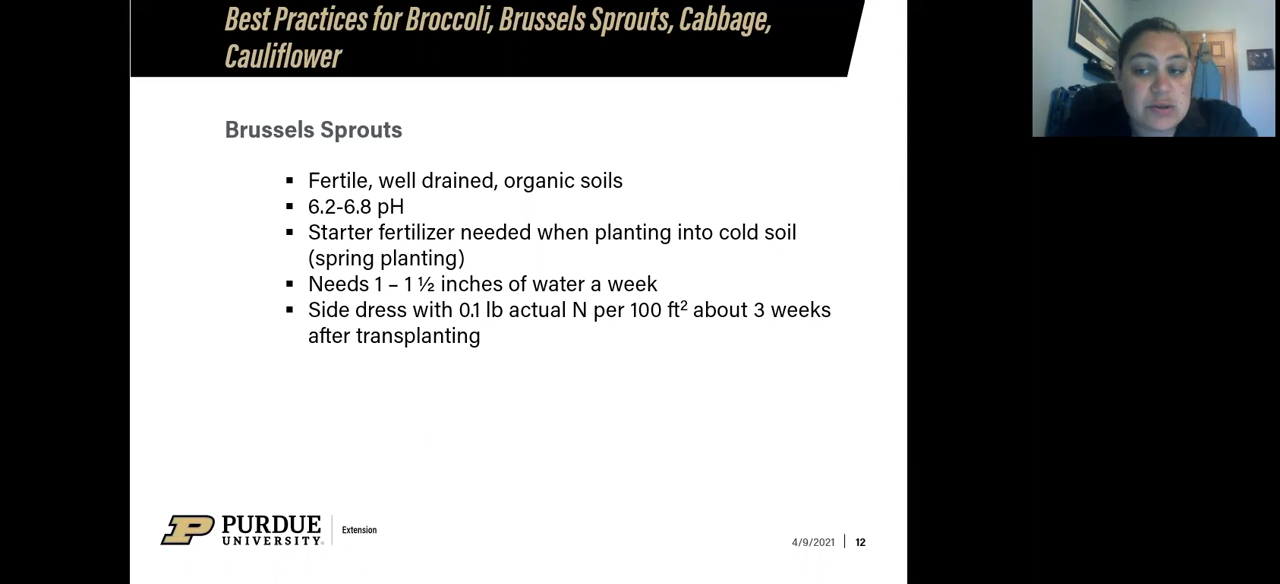 Best Practices for Broccoli, Brussels Sprouts, Cabbage,
Cauliflower
Brussels Sprouts
▪ Fertile, well drained, organic soils
▪ 6.2-6.8 pH
▪ Starter fertilizer needed when planting into cold soil
(spring planting)
▪ Needs 1 – 1 ½ inches of water a week
▪ Side dress with 0.1 lb actual N per 100 ft² about 3 weeks
after transplanting
P PURDUE
UNIVERSITY®
Extension
4/9/2021 | 12